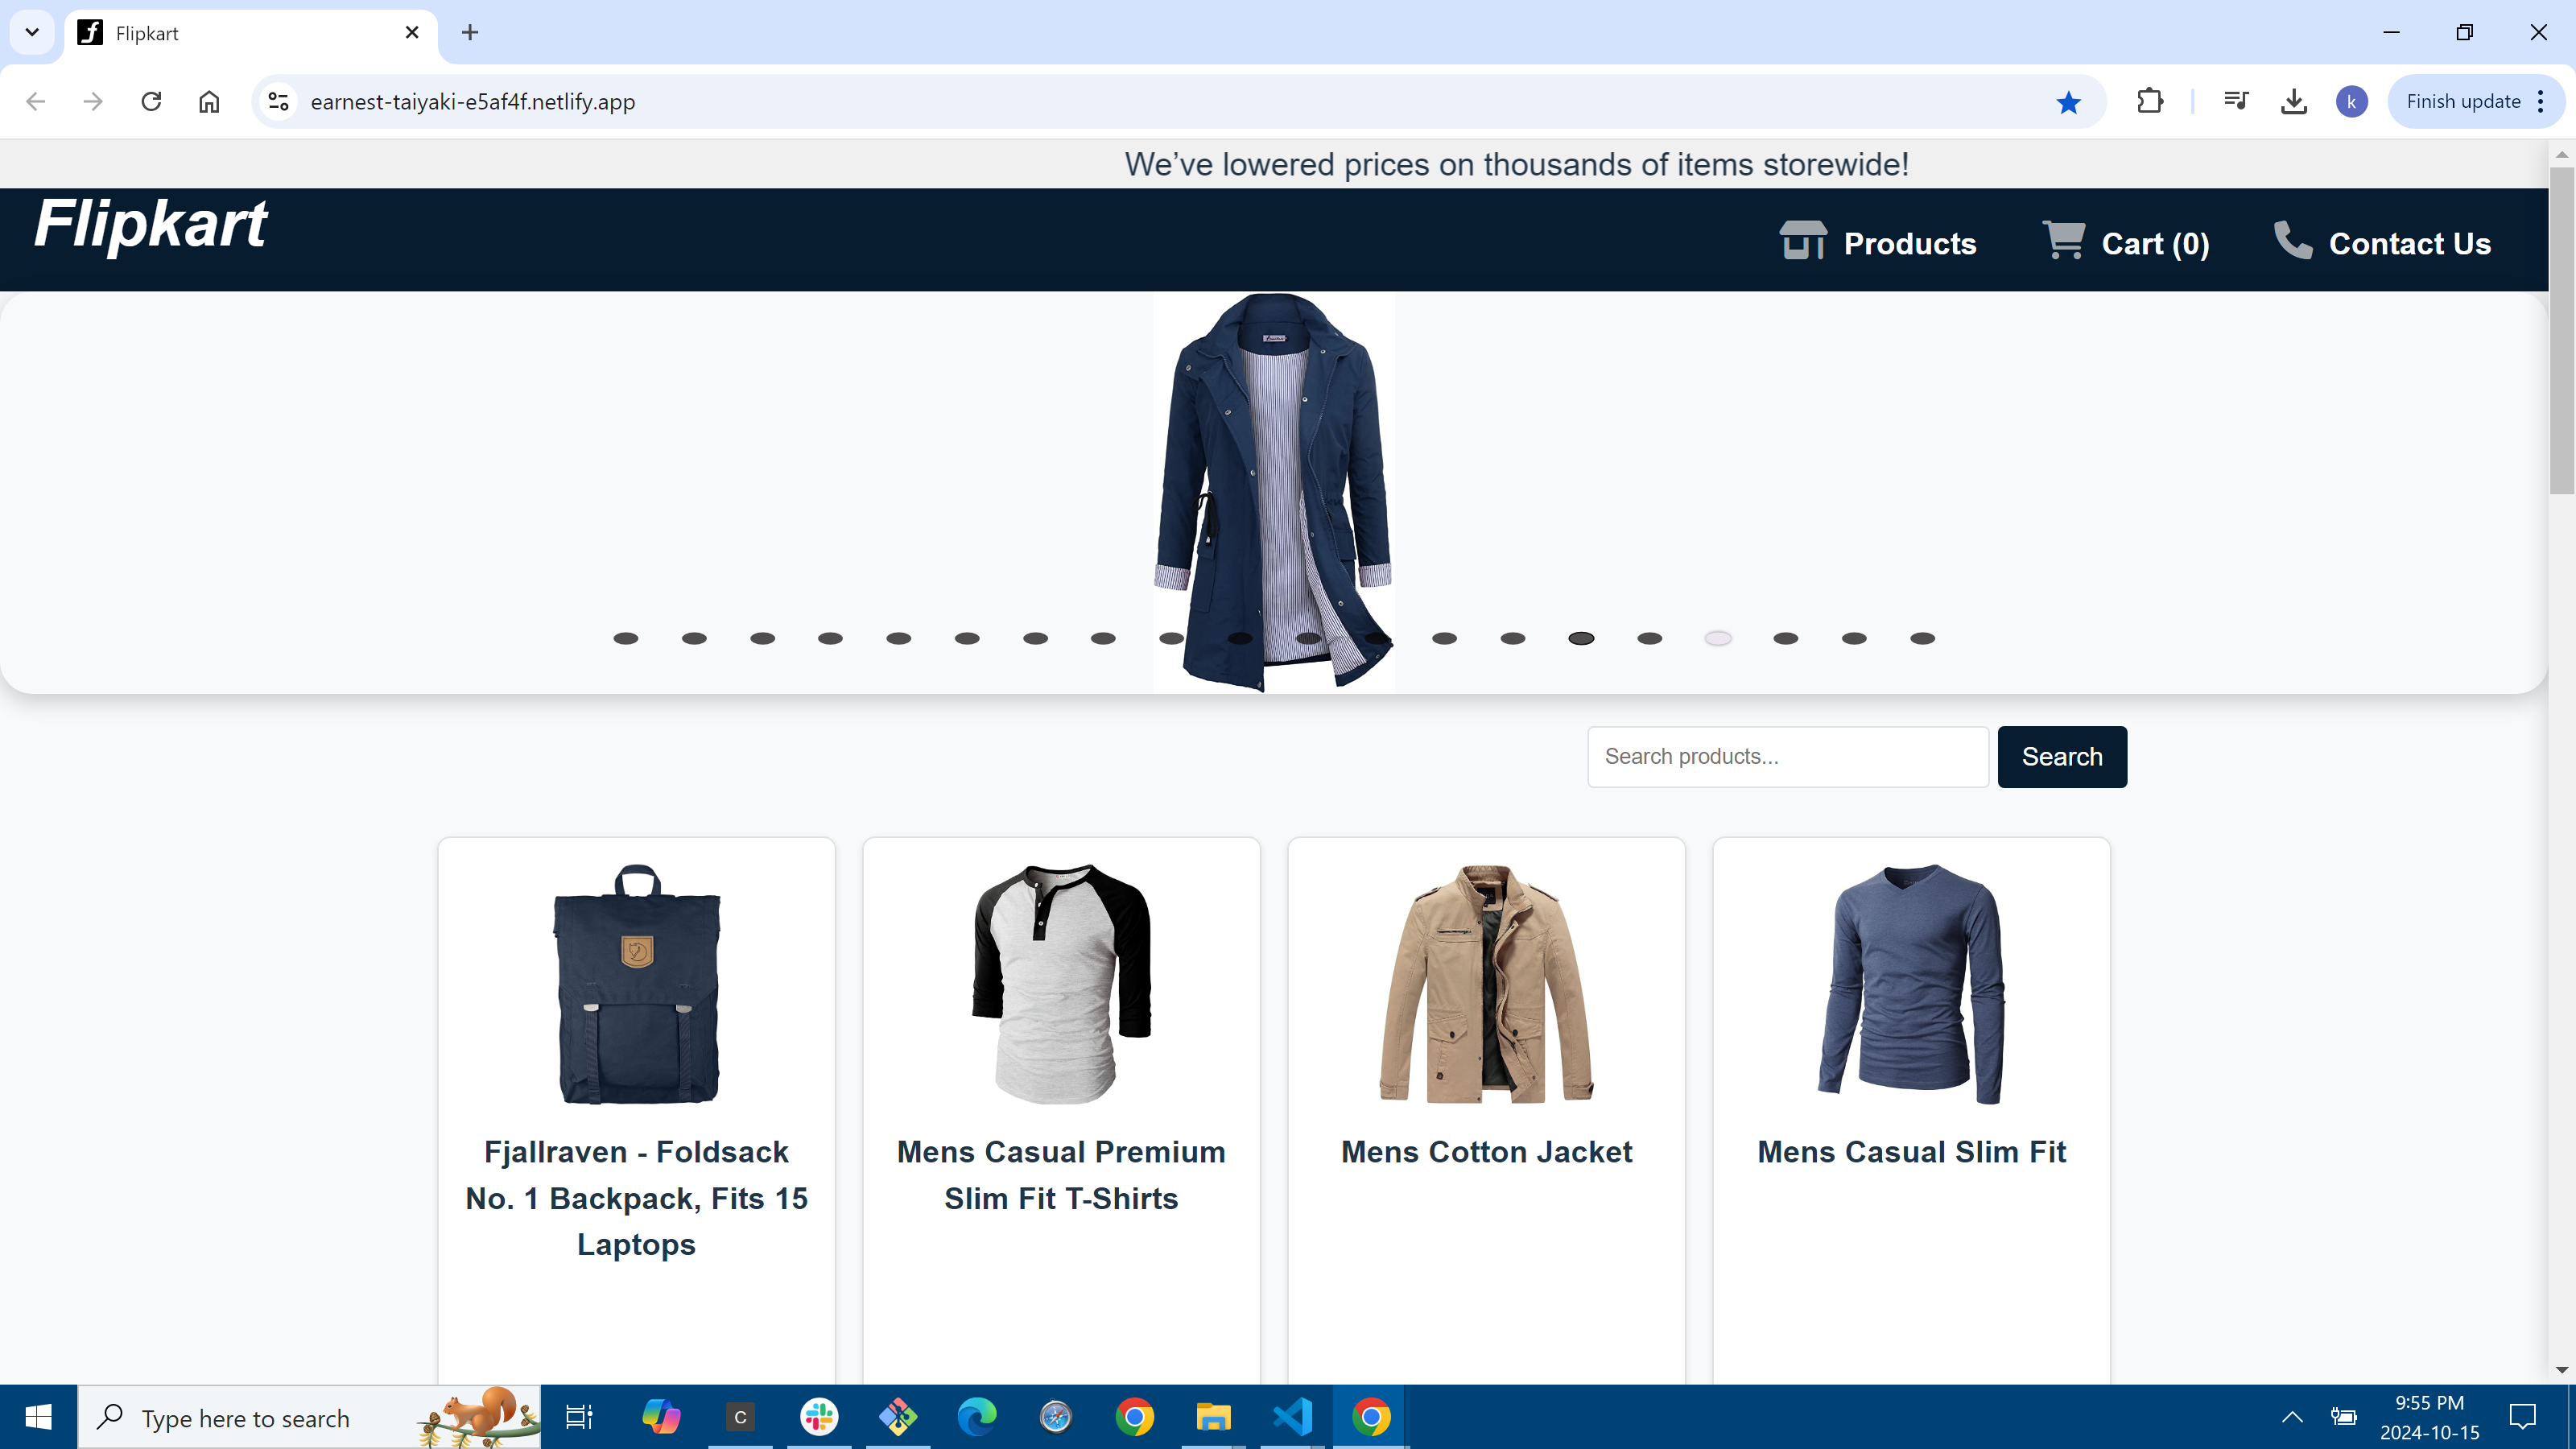 Flipkart
earnest-taiyaki-e5af4f.netlify.app
k
Finish update
We’ve lowered prices on thousands of items storewide!
Flipkart
Products
Cart (0)
Contact Us
Search products...
Search
Fjallraven - Foldsack
No. 1 Backpack, Fits 15
Laptops
Mens Casual Premium
Slim Fit T-Shirts
Mens Cotton Jacket
Mens Casual Slim Fit
Type here to search
C
9:55 PM
2024-10-15